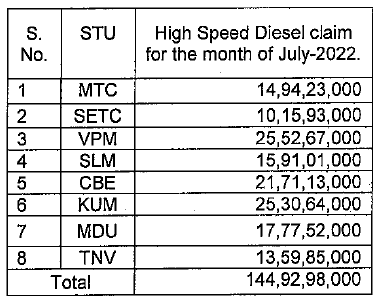 S. No. STU High Speed Diesel claim for the month of July-2022.
1 MTC 14,94,23,000
2 SETC 10,15,93,000
3 VPM 25,52,67,000
4 SLM 15,91,01,000
5 CBE 21,71,13,000
6 KUM 25,30,64,000
7 MDU 17,77,52,000
8 TNV 13,59,85,000
Total 144,92,98,000